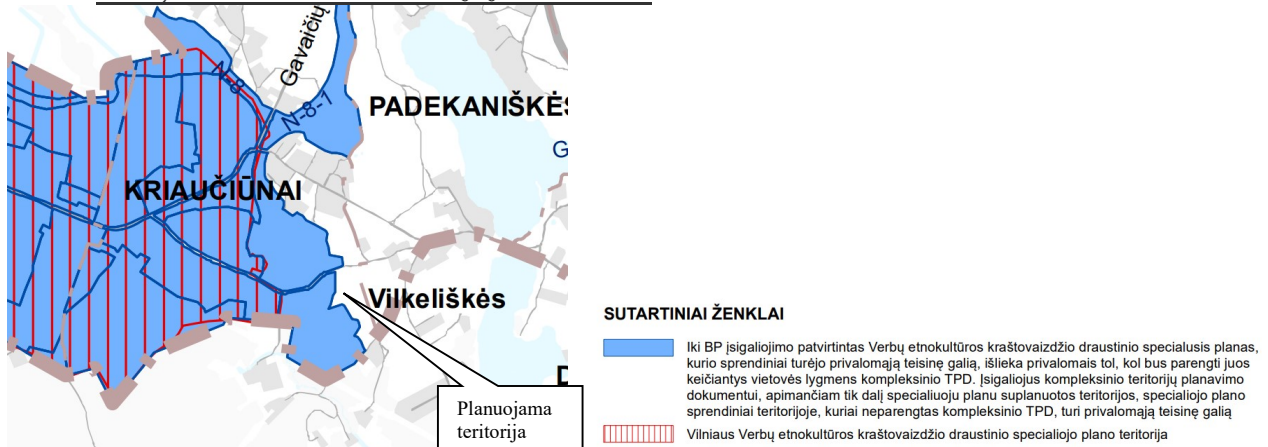 Gavaičių
N-8
N-8-1
PADEKANIŠKĖS
G
KRIAUČIŪNAI
Vilkeliškės
Planuojama
teritorija
SUTARTINIAI ŽENKLAI
Iki BP įsigaliojimo patvirtintas Verbų etnokultūros kraštovaizdžio draustinio specialusis planas,
kurio sprendiniai turėjo privalomąją teisinę galią, išlieka privalomais tol, kol bus parengti juos
keičiantys vietovės lygmens kompleksinio TPD. Įsigaliojus kompleksinio teritorijų planavimo
dokumentui, apimančiam tik dalį specialiuoju planu suplanuotos teritorijos, specialiojo plano
sprendiniai teritorijoje, kuriai neparengtas kompleksinio TPD, turi privalomąją teisinę galią
Vilniaus Verbų etnokultūros kraštovaizdžio draustinio specialiojo plano teritorija